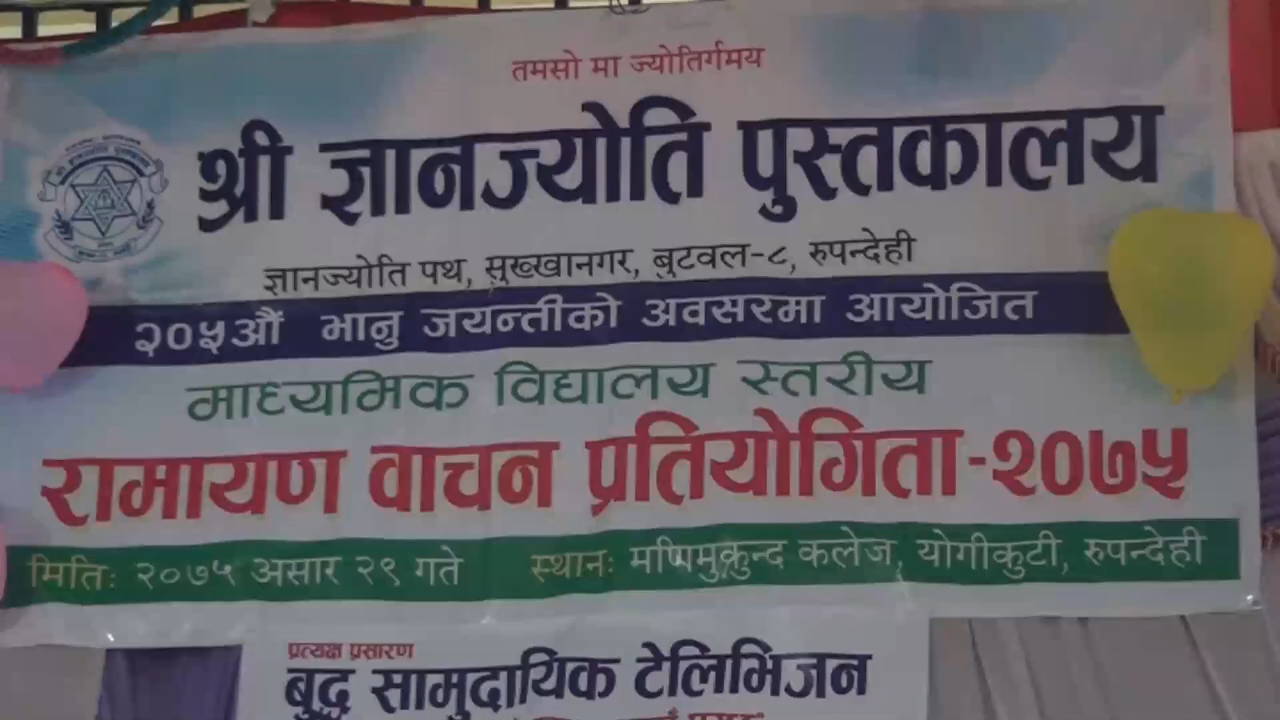 तमसो मा ज्योतिर्गमय
श्री ज्ञानज्योति पुस्तकालय
ज्ञानज्योति पथ, सुख्खानगर, बुटवल-८, रुपन्देही
२०५औं भानु जयन्तीको अवसरमा आयोजित
माध्यमिक विद्यालय स्तरीय
रामायण वाचन प्रतियोगिता-२०७५
मितिः २०७५ असार २९ गते स्थानः मणिमुकुन्द कलेज, योगीकुटी, रुपन्देही
प्रत्यक्ष प्रसारण
बुद्ध सामुदायिक टेलिभिजन